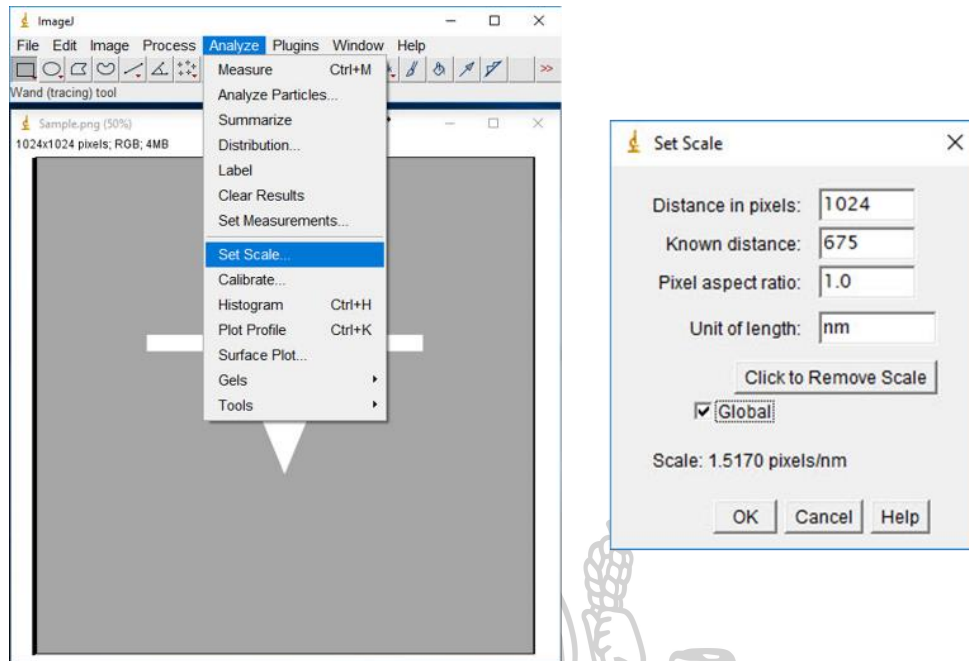 ImageJ
File Edit Image Process Analyze Plugins Window Help
Wand (tracing) tool
Sample.png (50%)
1024x1024 pixels; RGB; 4MB
Measure Ctrl+M
Analyze Particles...
Summarize
Distribution...
Label
Clear Results
Set Measurements...
Set Scale...
Calibrate...
Histogram Ctrl+H
Plot Profile Ctrl+K
Surface Plot...
Gels
Tools
Set Scale
Distance in pixels: 1024
Known distance: 675
Pixel aspect ratio: 1.0
Unit of length: nm
Click to Remove Scale
Global
Scale: 1.5170 pixels/nm
OK Cancel Help